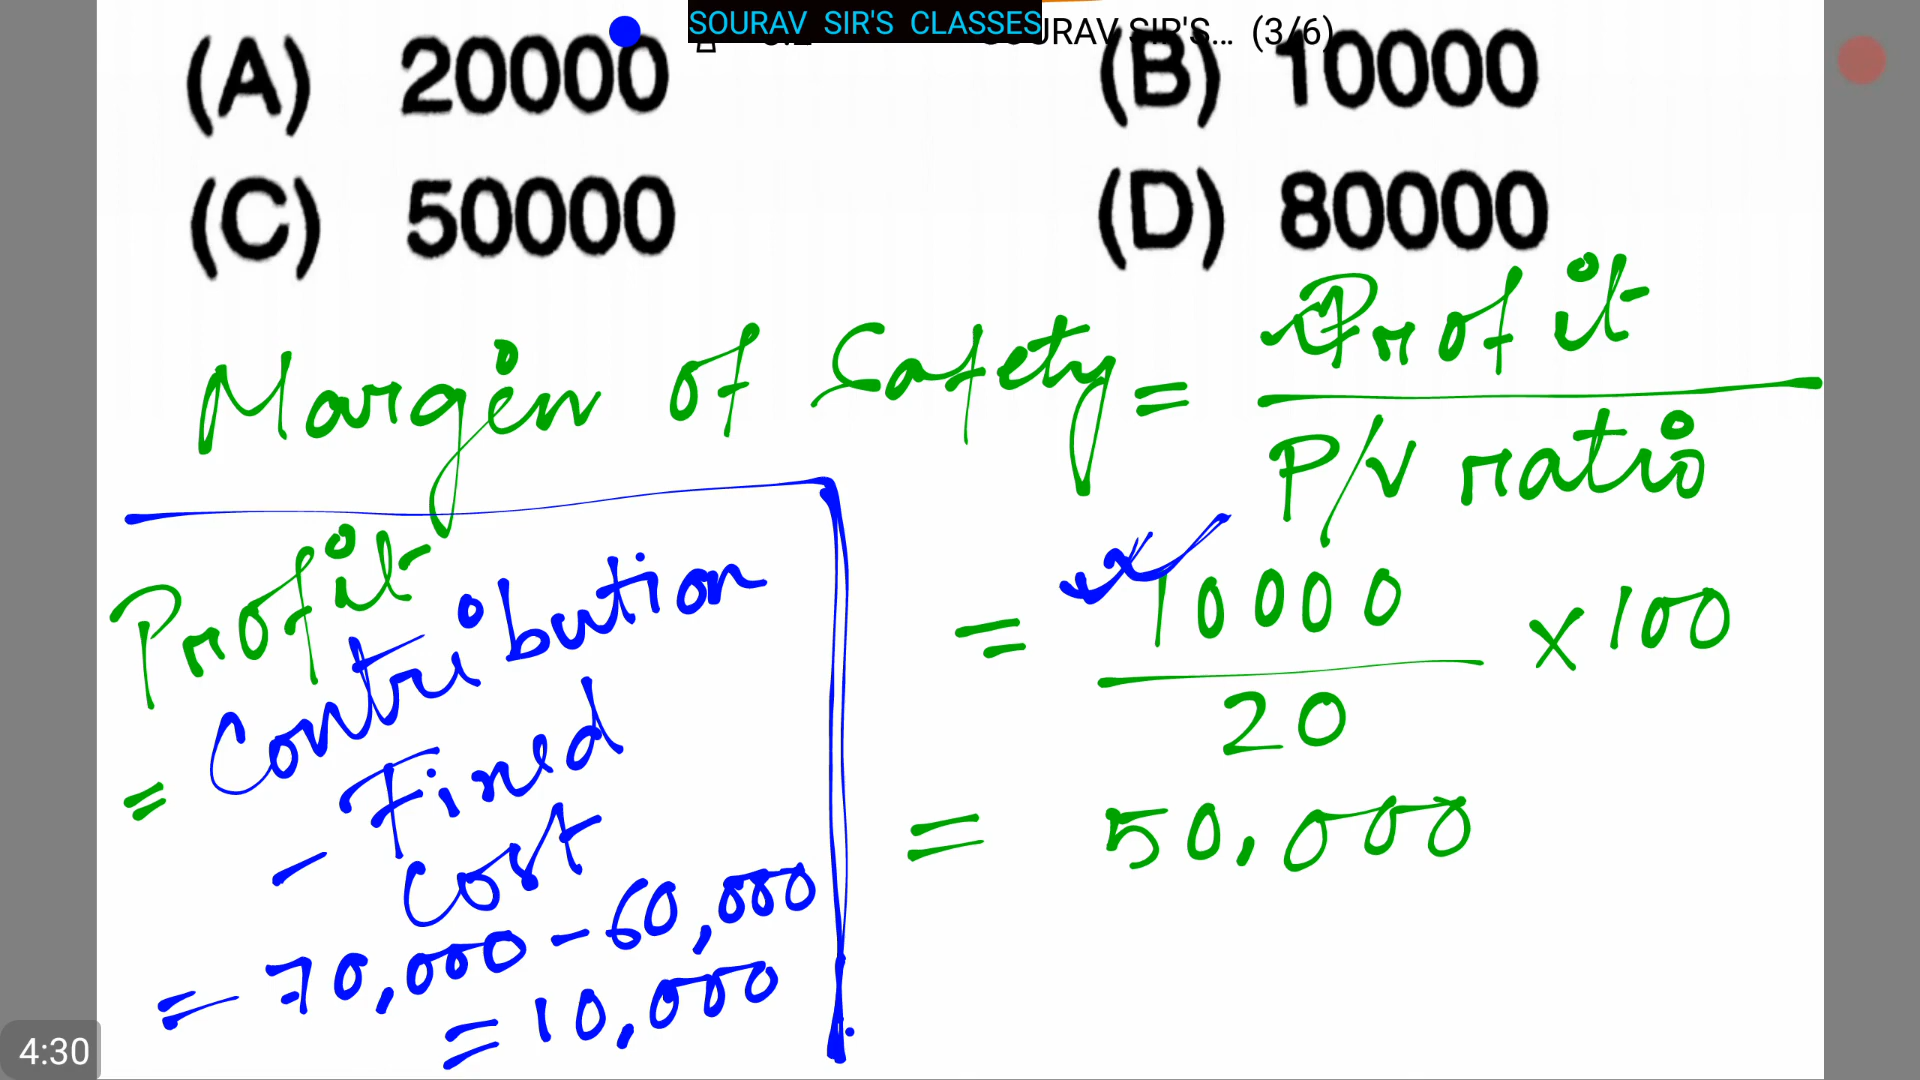 SOURAV SIR'S CLASSES
URAV SIR'S... (3/6)
(A) 20000 (B) 10000
(C) 50000 (D) 80000
Margin of Safety = Profit / P/V ratio
= 10000 / 20 × 100
= 50,000
Profit
= Contribution
- Fixed
Cost
= 70,000 - 60,000
= 10,000
4:30